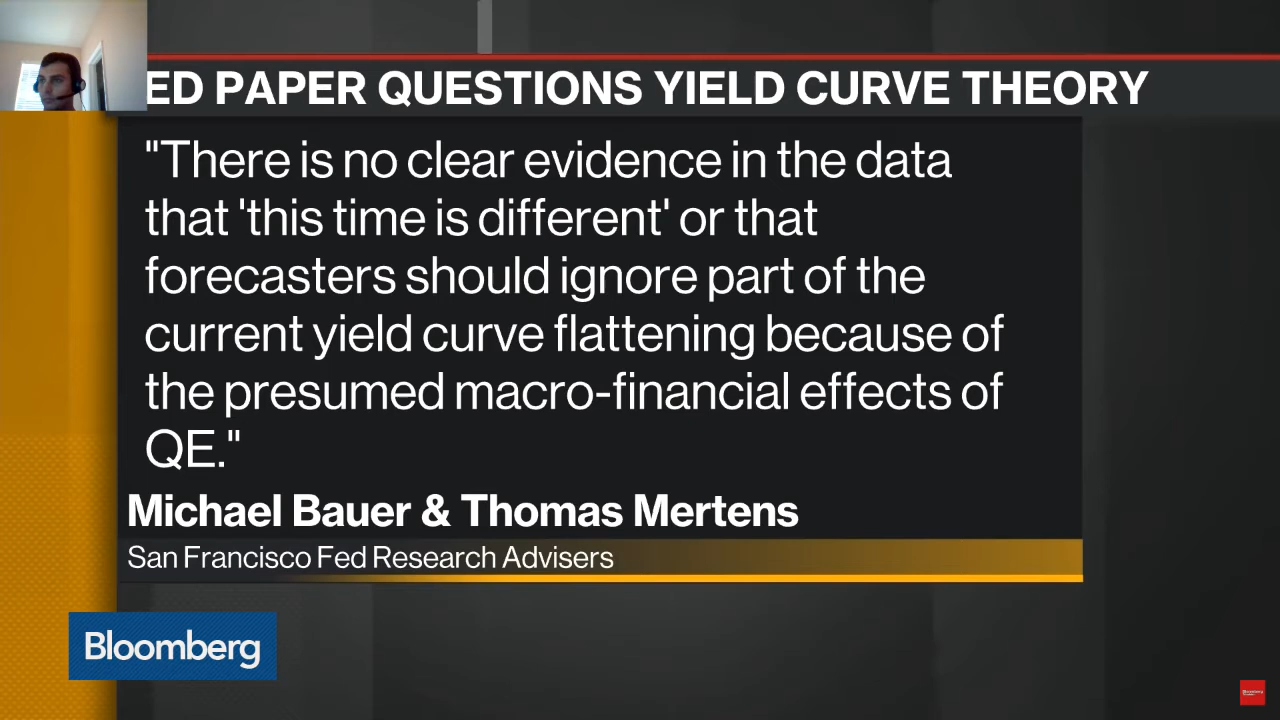 ED PAPER QUESTIONS YIELD CURVE THEORY
"There is no clear evidence in the data
that 'this time is different' or that
forecasters should ignore part of the
current yield curve flattening because of
the presumed macro-financial effects of
QE."
Michael Bauer & Thomas Mertens
San Francisco Fed Research Advisers
Bloomberg